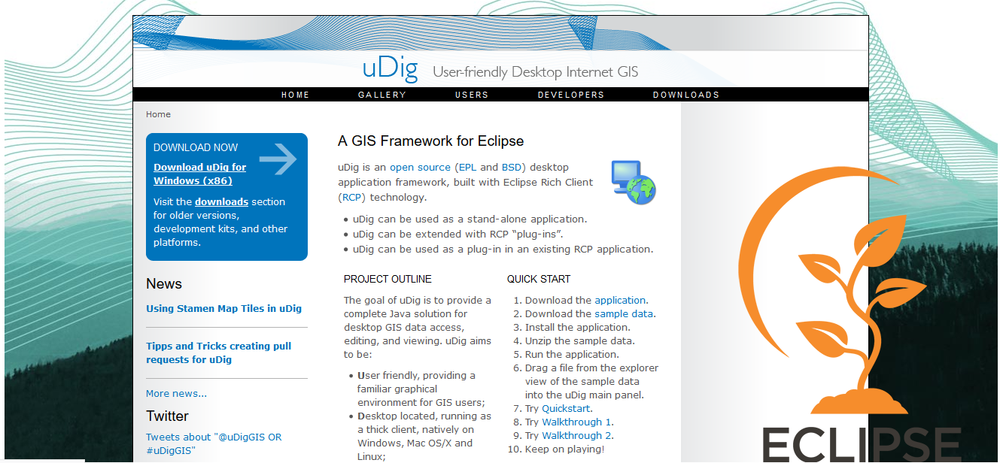 uDig User-friendly Desktop Internet GIS
HOME GALLERY USERS DEVELOPERS DOWNLOADS
Home
DOWNLOAD NOW
Download uDig for
Windows (x86)
Visit the downloads section
for older versions,
development kits, and other
platforms.
News
Using Stamen Map Tiles in uDig
Tipps and Tricks creating pull
requests for uDig
More news...
Twitter
Tweets about "@uDigGIS OR
#uDigGIS"
A GIS Framework for Eclipse
uDig is an open source (EPL and BSD) desktop
application framework, built with Eclipse Rich Client
(RCP) technology.
• uDig can be used as a stand-alone application.
• uDig can be extended with RCP “plug-ins”.
• uDig can be used as a plug-in in an existing RCP application.
PROJECT OUTLINE
The goal of uDig is to provide a
complete Java solution for
desktop GIS data access,
editing, and viewing. uDig aims
to be:
• User friendly, providing a
familiar graphical
environment for GIS users;
• Desktop located, running as
a thick client, natively on
Windows, Mac OS/X and
Linux;
QUICK START
1. Download the application.
2. Download the sample data.
3. Install the application.
4. Unzip the sample data.
5. Run the application.
6. Drag a file from the explorer
view of the sample data
into the uDig main panel.
7. Try Quickstart.
8. Try Walkthrough 1.
9. Try Walkthrough 2.
10. Keep on playing!
ECLIPSE